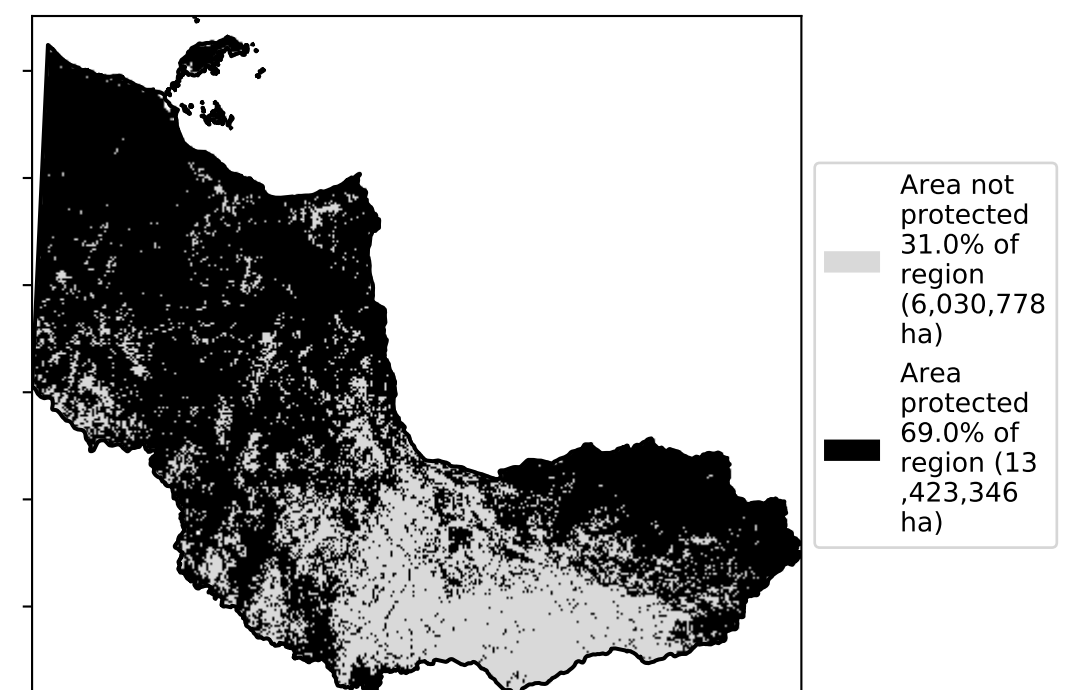 Area not
protected
31.0% of
region
(6,030,778
ha)
Area
protected
69.0% of
region (13
,423,346
ha)